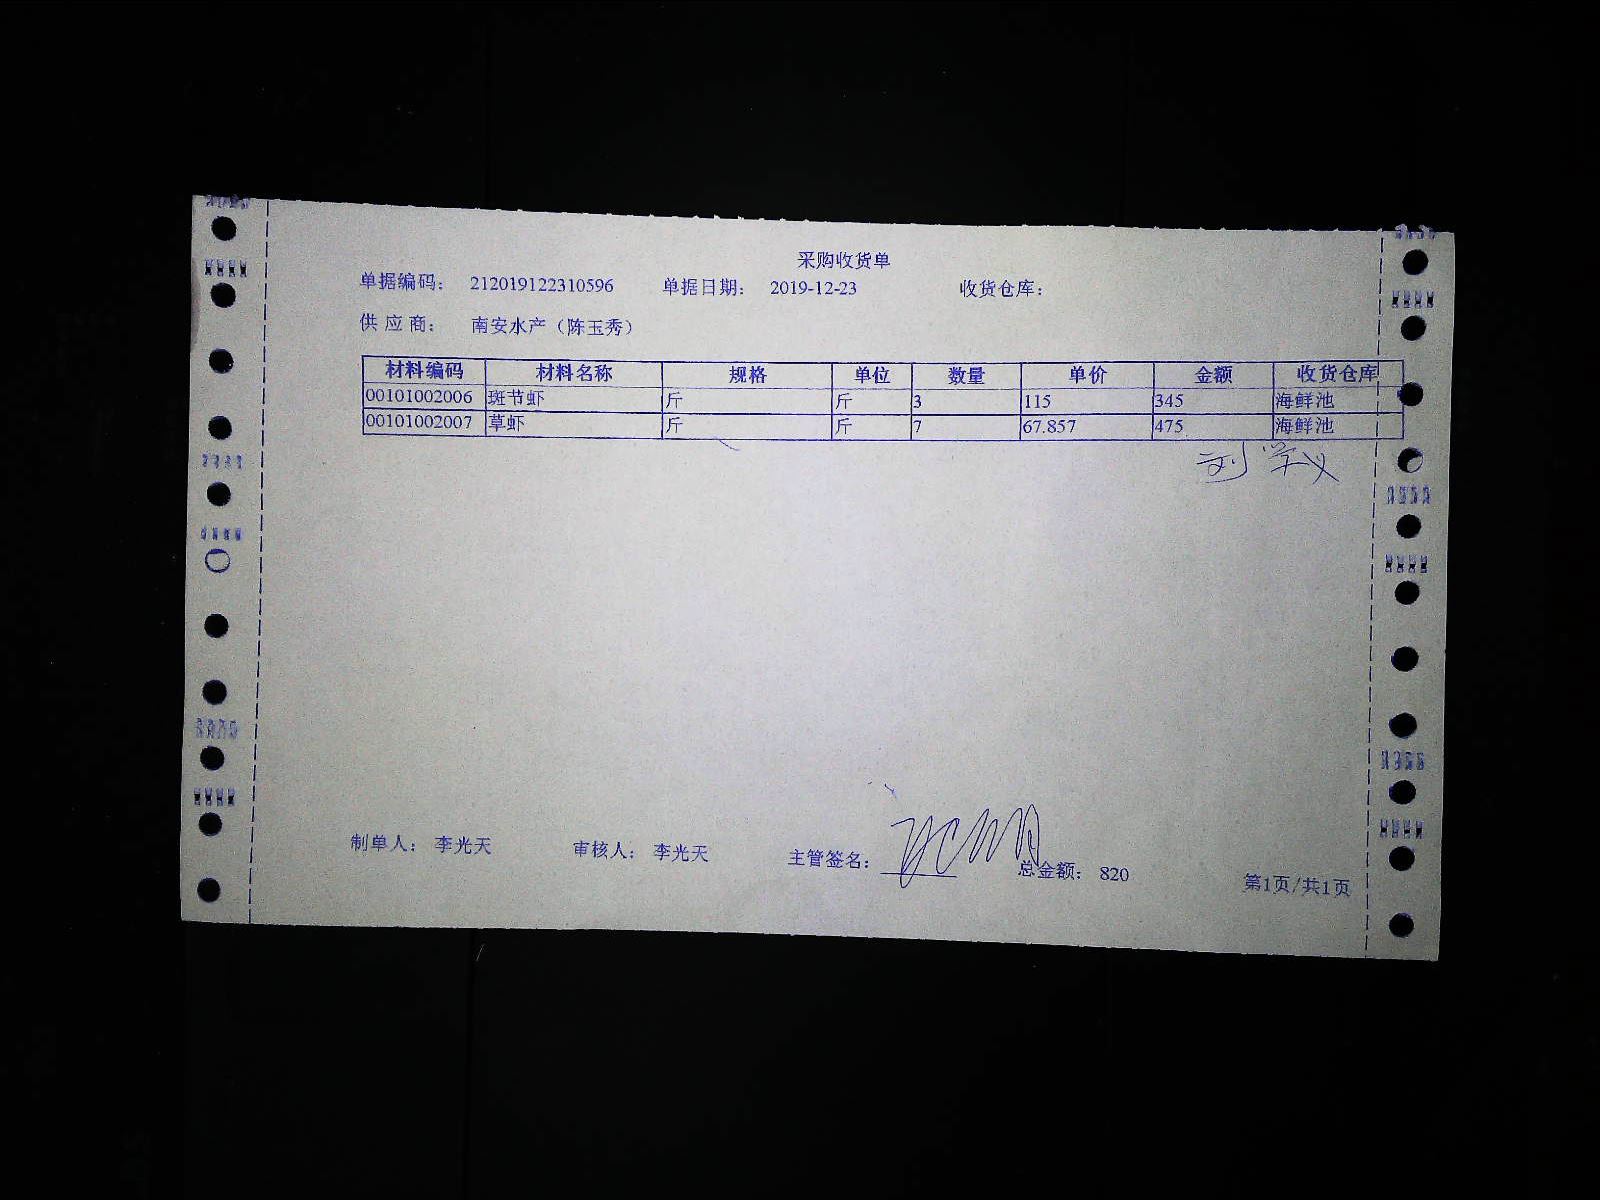 采购收货单
单据编码: 212019122310596 单据日期: 2019-12-23 收货仓库:
供应商: 南安水产（陈玉秀）
材料编码 材料名称 规格 单位 数量 单价 金额 收货仓库
00101002006 斑节虾 斤 斤 3 115 345 海鲜池
00101002007 草虾 斤 斤 7 67.857 475 海鲜池
刘学义
制单人: 李光天 审核人: 李光天 主管签名: 总金额: 820
第1页/共1页